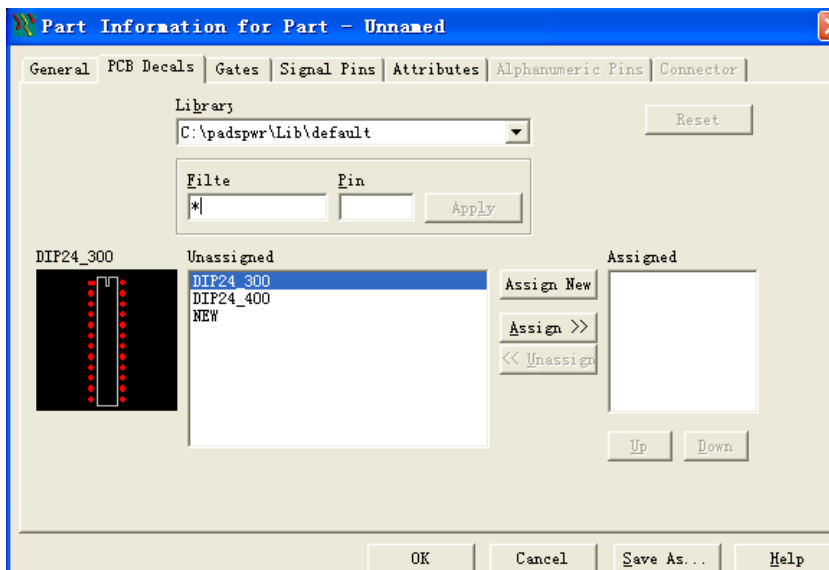 Part Information for Part - Unnamed
General PCB Decals Gates Signal Pins Attributes Alphanumeric Pins Connector
Library
C:\padspwr\Lib\default
Reset
Filte Pin
*
Apply
DIP24_300 Unassigned Assigned
DIP24_300
DIP24_400
NEW
Assign New
Assign >>
<< Unassign
Up Down
OK Cancel Save As... Help